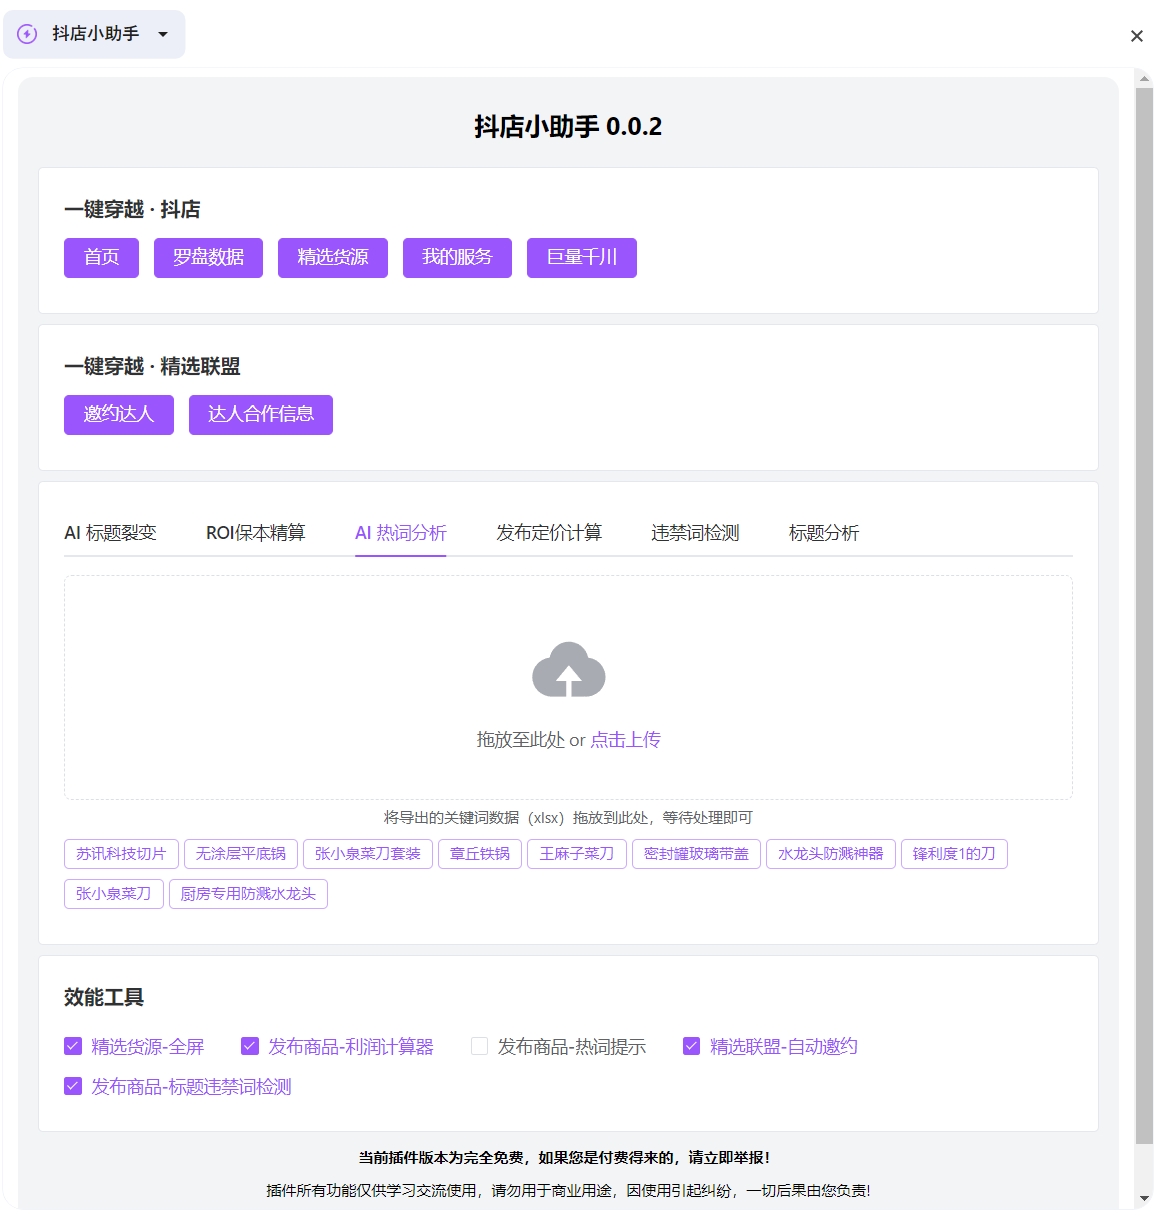 抖店小助手
抖店小助手 0.0.2
一键穿越 · 抖店
首页 罗盘数据 精选货源 我的服务 巨量千川
一键穿越 · 精选联盟
邀约达人 达人合作信息
AI 标题裂变 ROI保本精算 AI 热词分析 发布定价计算 违禁词检测 标题分析
拖放至此处 or 点击上传
将导出的关键词数据（xlsx）拖放到此处，等待处理即可
苏讯科技切片 无涂层平底锅 张小泉菜刀套装 章丘铁锅 王麻子菜刀 密封罐玻璃带盖 水龙头防溅神器 锋利度1的刀
张小泉菜刀 厨房专用防溅水龙头
效能工具
精选货源-全屏 发布商品-利润计算器 发布商品-热词提示 精选联盟-自动邀约
发布商品-标题违禁词检测
当前插件版本为完全免费，如果您是付费得来的，请立即举报！
插件所有功能仅供学习交流使用，请勿用于商业用途，因使用引起纠纷，一切后果由您负责!